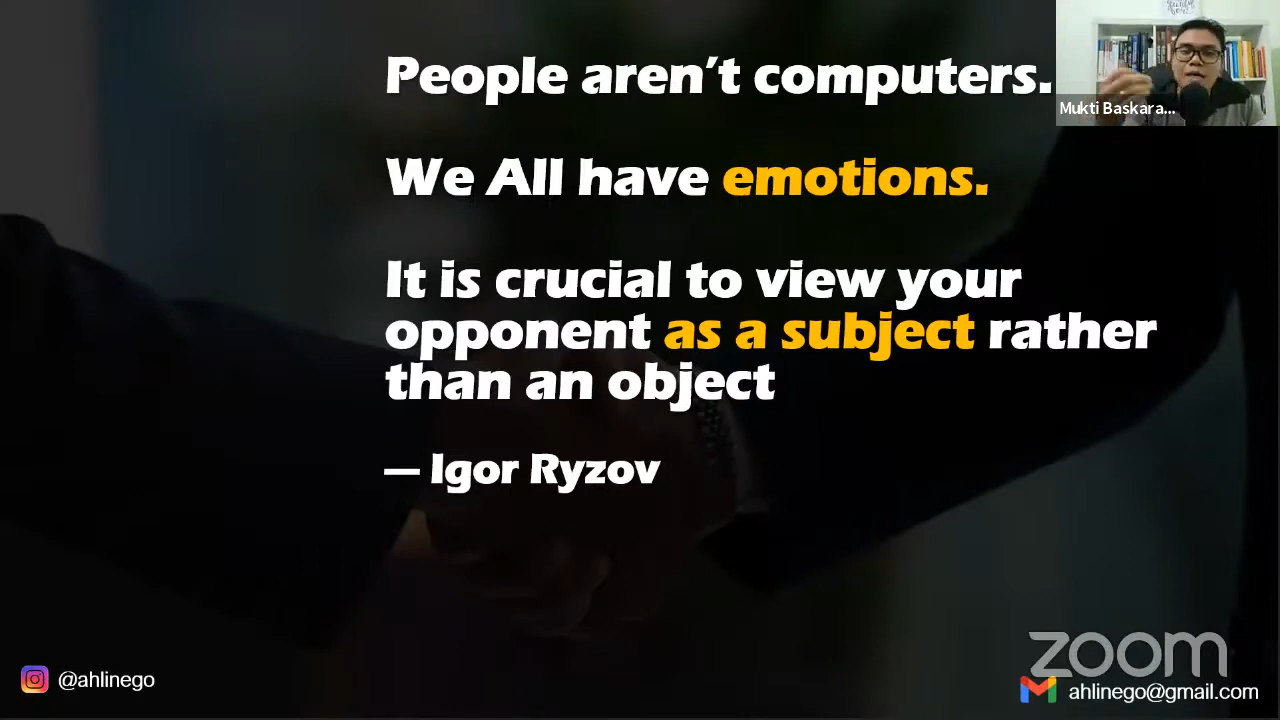 People aren’t computers.
Mukti Baskara...
We All have emotions.
It is crucial to view your
opponent as a subject rather
than an object
— Igor Ryzov
zoom
@ahlinego
ahlinego@gmail.com